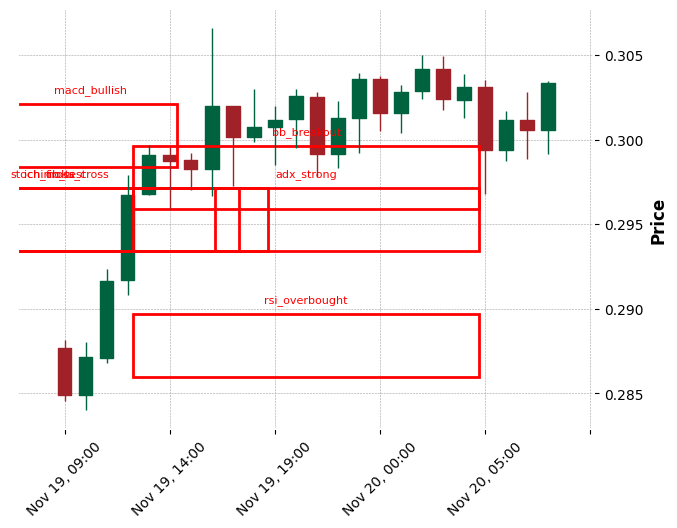 0.305
macd_bullish
bb_breakout
0.300
adx_strong
0.295
Price
rsi_overbought
0.290
0.285
Nov 19, 09:00
Nov 19, 14:00
Nov 19, 19:00
Nov 20, 00:00
Nov 20, 05:00